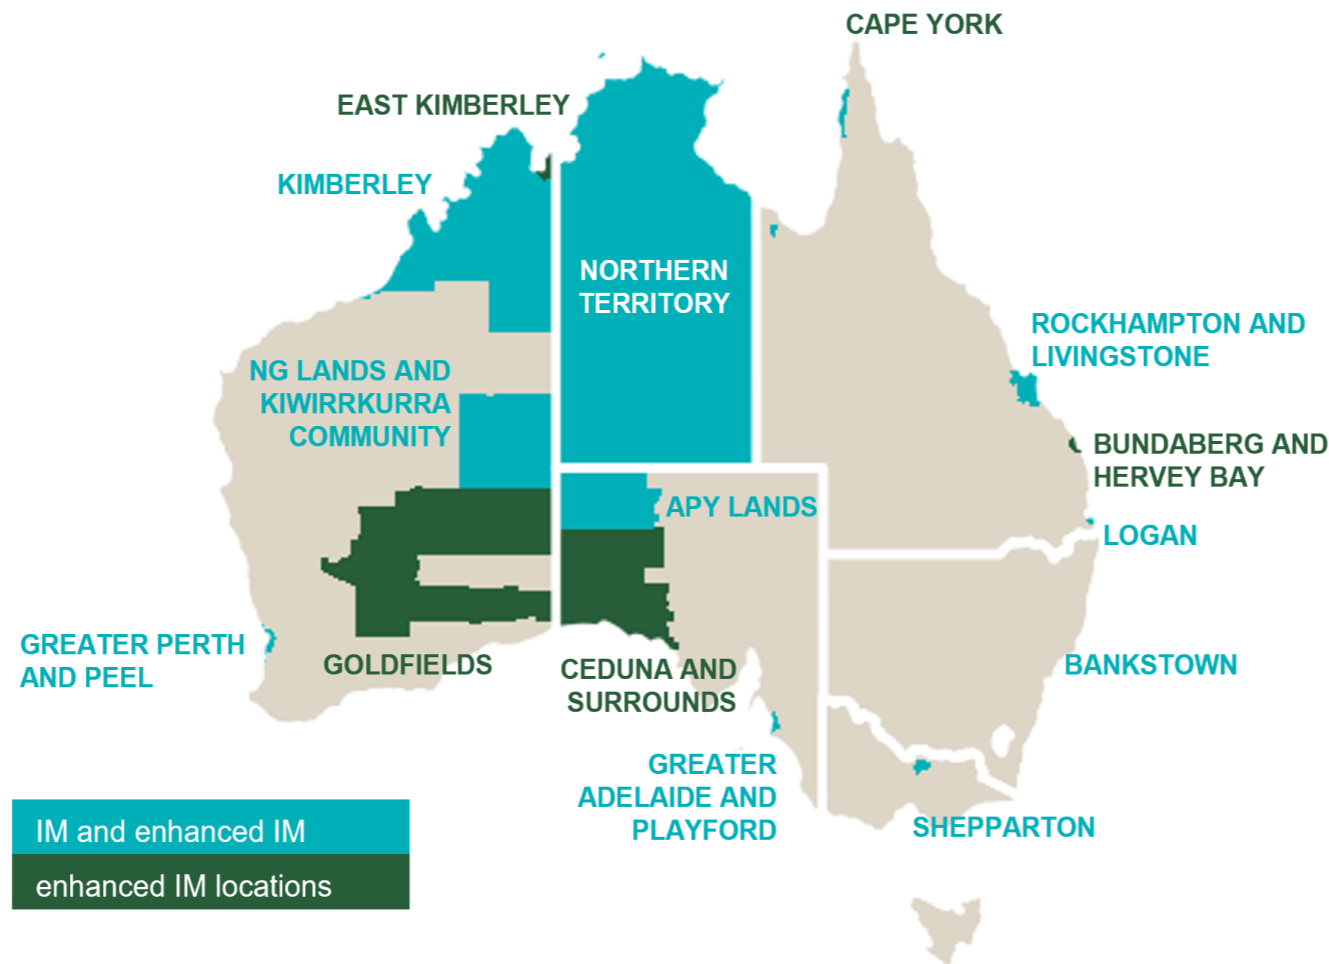 CAPE YORK
EAST KIMBERLEY
KIMBERLEY
NORTHERN
TERRITORY
ROCKHAMPTON AND
LIVINGSTONE
NG LANDS AND
KIWIRRKURRA
COMMUNITY
BUNDABERG AND
HERVEY BAY
APY LANDS
LOGAN
GREATER PERTH
AND PEEL
GOLDFIELDS
CEDUNA AND
SURROUNDS
BANKSTOWN
GREATER
ADELAIDE AND
PLAYFORD
SHEPPARTON
IM and enhanced IM
enhanced IM locations